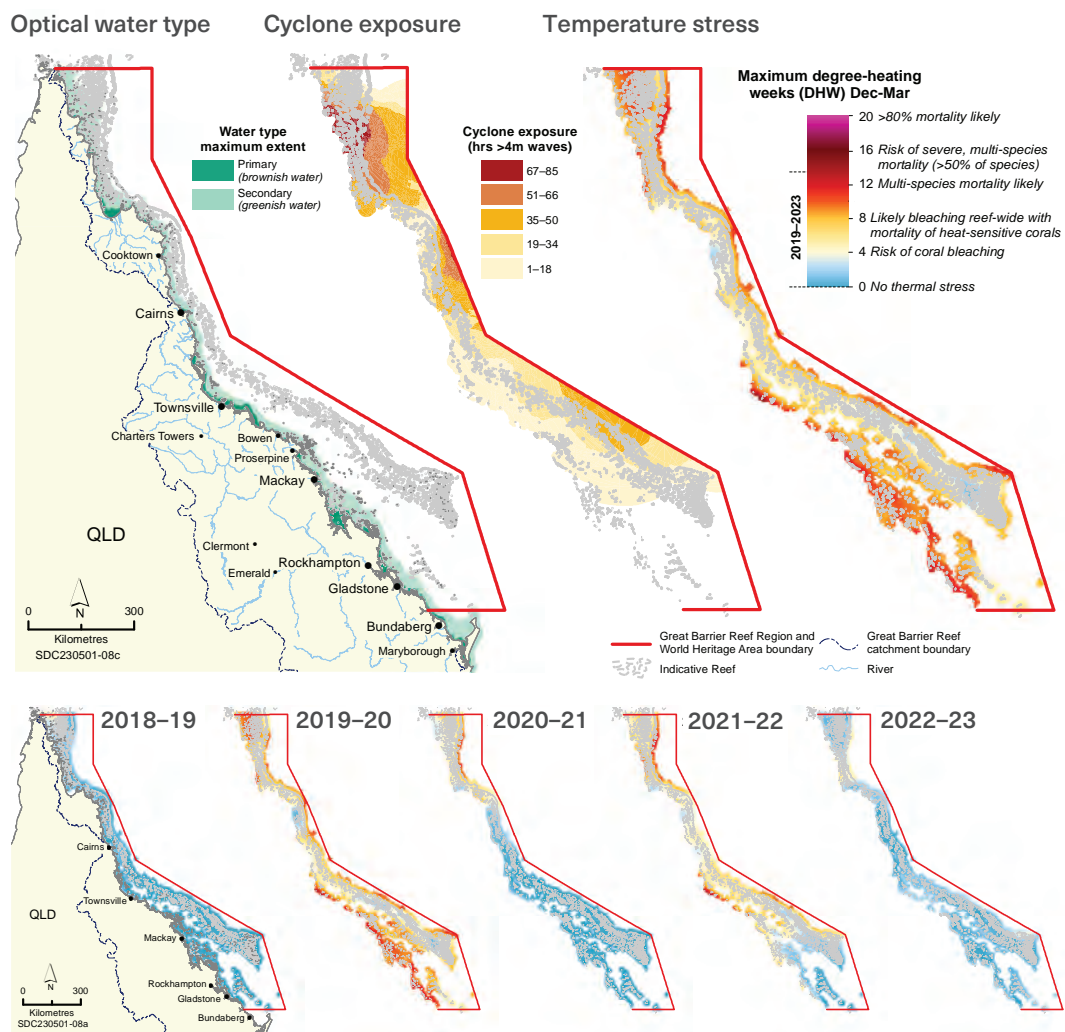 Optical water type
Cyclone exposure
Temperature stress
Water type
maximum extent
Primary
(brownish water)
Secondary
(greenish water)
Cooktown
Cairns
Townsville
Charters Towers
Bowen
Proserpine
Mackay
QLD
Clermont
Emerald
Rockhampton
Gladstone
Bundaberg
Maryborough
N
0 300
Kilometres
SDC230501-08c
Cyclone exposure
(hrs >4m waves)
67–85
51–66
35–50
19–34
1–18
Maximum degree-heating
weeks (DHW) Dec-Mar
2019–2023
20 >80% mortality likely
16 Risk of severe, multi-species
mortality (>50% of species)
12 Multi-species mortality likely
8 Likely bleaching reef-wide with
mortality of heat-sensitive corals
4 Risk of coral bleaching
0 No thermal stress
Great Barrier Reef Region and
World Heritage Area boundary
Indicative Reef
Great Barrier Reef
catchment boundary
River
2018–19
2019–20
2020–21
2021–22
2022–23
Cairns
Townsville
QLD
Mackay
Rockhampton
Gladstone
Bundaberg
N
0 300
Kilometres
SDC230501-08a